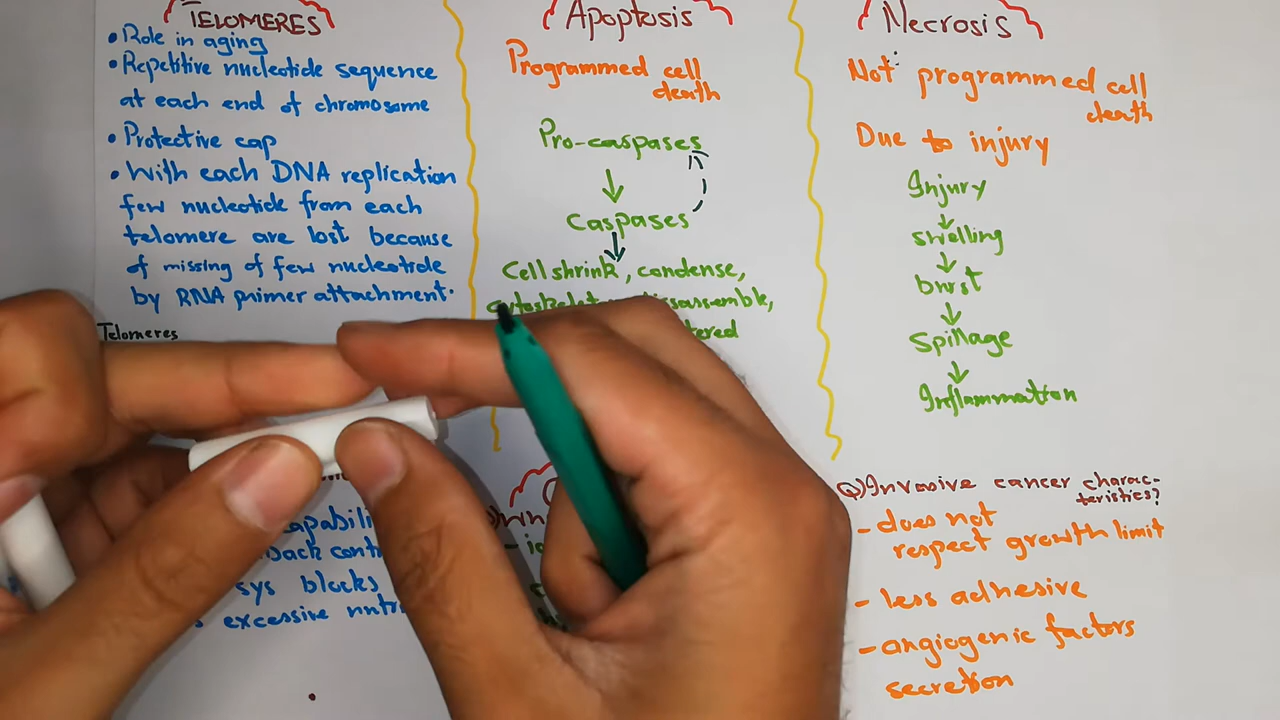 TELOMERES
• Role in aging
• Repetitive nucleotide sequence
at each end of chromosome
• Protective cap
• With each DNA replication
few nucleotide from each
telomere are lost because
of missing of few nucleotide
by RNA primer attachment.
Telomeres
sys blocks
excessive
Apoptosis
Programmed cell
death
Pro-caspases
Caspases
Cell shrink, condense,
Necrosis
Not programmed cell
death
Due to injury
Injury
swelling
burst
Spillage
Inflammation
Q) Invasive cancer charac-
teristics?
- does not
respect growth limit
- less adhesive
- angiogenic factors
secretion